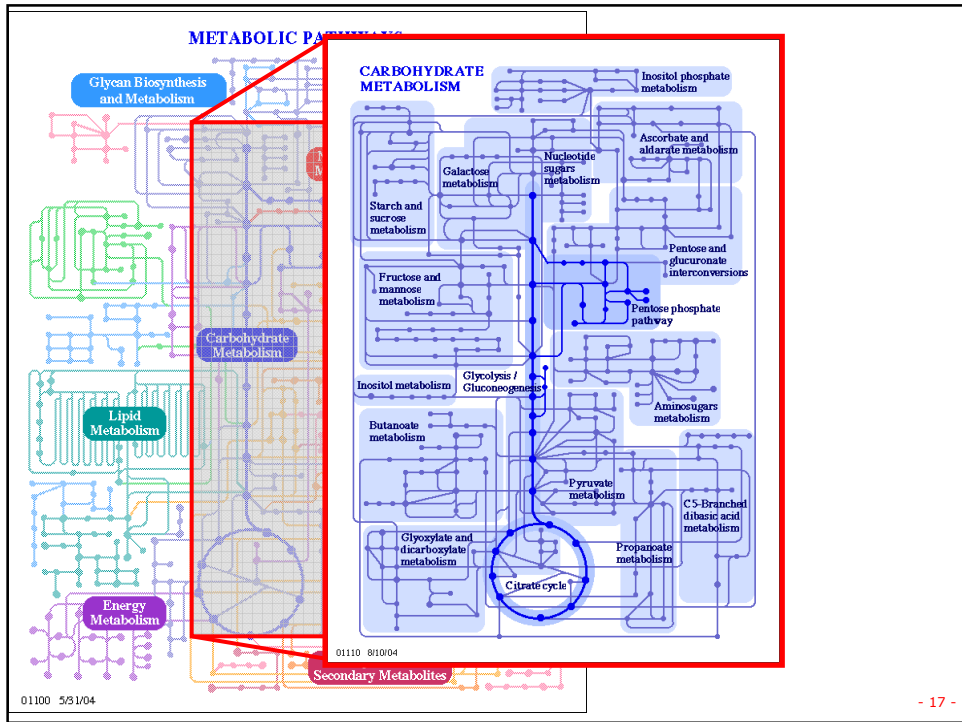 METABOLIC
Glycan Biosynthesis
and Metabolism
Carbohydrate
Metabolism
Lipid
Metabolism
Energy
Metabolism
Secondary Metabolites
01100 5/31/04
CARBOHYDRATE
METABOLISM
Inositol phosphate
metabolism
Ascorbate and
aldarate metabolism
Nucleotide
sugars
metabolism
Galactose
metabolism
Starch and
sucrose
metabolism
Pentose and
glucuronate
interconversions
Fructose and
mannose
metabolism
Pentose phosphate
pathway
Glycolysis /
Gluconeogenesis
Inositol metabolism
Aminosugars
metabolism
Butanoate
metabolism
Pyruvate
metabolism
C5-Branched
dibasic acid
metabolism
Glyoxylate and
dicarboxylate
metabolism
Propanoate
metabolism
Citrate cycle
01110 8/10/04
- 17 -